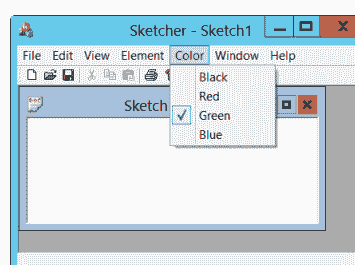 Sketcher - Sketch1
File Edit View Element Color Window Help
Black
Sketch
Red
Green
Blue